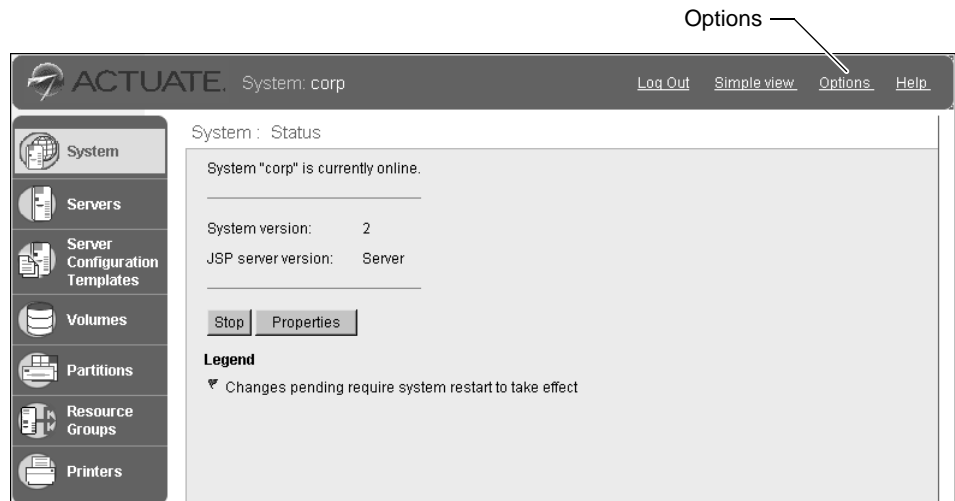 Options
ACTUATE. System: corp
Log Out Simple view Options Help
System
Servers
Server
Configuration
Templates
Volumes
Partitions
Resource
Groups
Printers
System : Status
System "corp" is currently online.
System version: 2
JSP server version: Server
Stop Properties
Legend
Changes pending require system restart to take effect